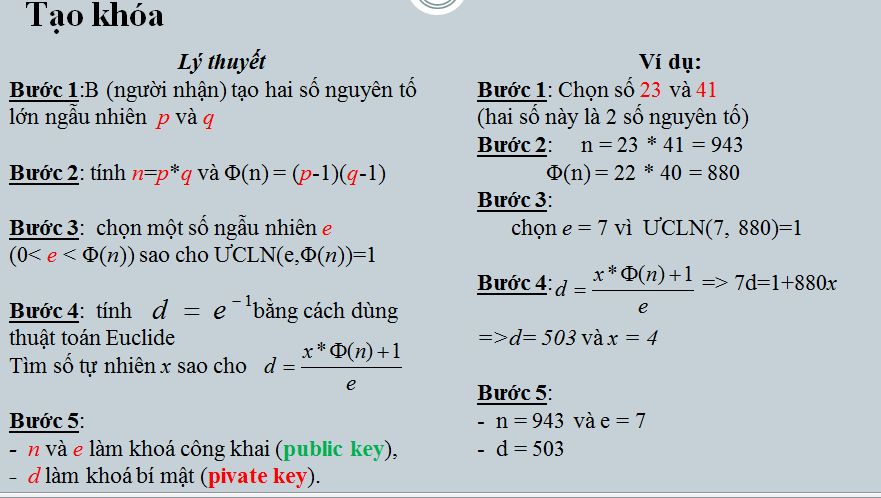 Tạo khóa
Lý thuyết
Bước 1:B (người nhận) tạo hai số nguyên tố
lớn ngẫu nhiên p và q
Bước 2: tính n=p*q và Φ(n) = (p-1)(q-1)
Bước 3: chọn một số ngẫu nhiên e
(0< e < Φ(n)) sao cho ƯCLN(e,Φ(n))=1
Bước 4: tính d = e⁻¹bằng cách dùng
thuật toán Euclide
Tìm số tự nhiên x sao cho d = (x*Φ(n)+1)/e
Bước 5:
- n và e làm khoá công khai (public key),
- d làm khoá bí mật (pivate key).
Ví dụ:
Bước 1: Chọn số 23 và 41
(hai số này là 2 số nguyên tố)
Bước 2: n = 23 * 41 = 943
Φ(n) = 22 * 40 = 880
Bước 3:
chọn e = 7 vì ƯCLN(7, 880)=1
Bước 4: d = (x*Φ(n)+1)/e => 7d=1+880x
=>d= 503 và x = 4
Bước 5:
- n = 943 và e = 7
- d = 503